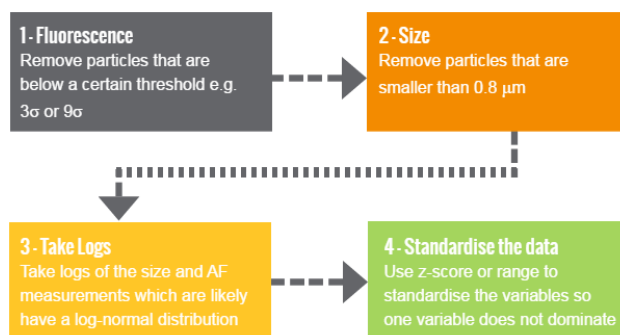 1 - Fluorescence
Remove particles that are
below a certain threshold e.g.
3σ or 9σ
2 - Size
Remove particles that are
smaller than 0.8 μm
3 - Take Logs
Take logs of the size and AF
measurements which are likely
have a log-normal distribution
4 - Standardise the data
Use z-score or range to
standardise the variables so
one variable does not dominate